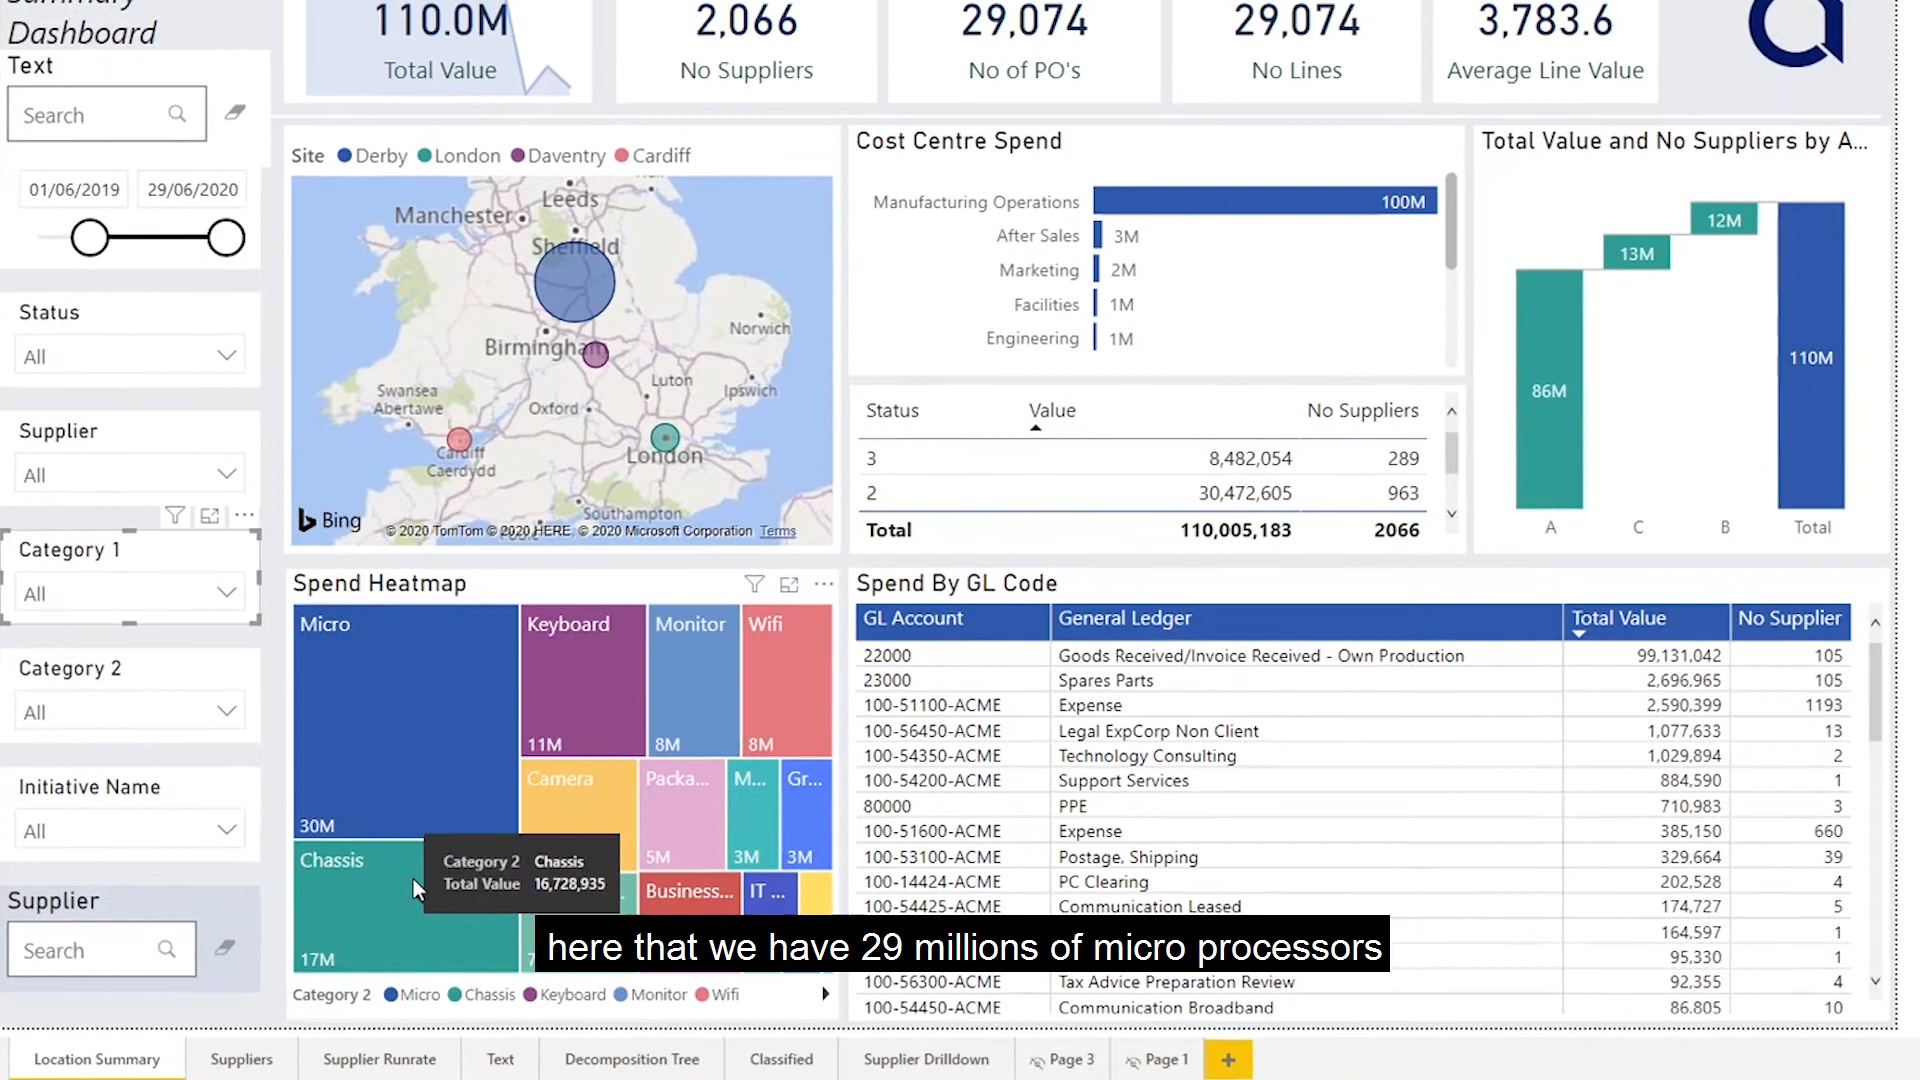 Summary
Dashboard
Text
Search
01/06/2019 29/06/2020
Status
All
Supplier
All
Category 1
All
Category 2
All
Initiative Name
All
Supplier
Search
110.0M
Total Value
2,066
No Suppliers
29,074
No of PO's
29,074
No Lines
3,783.6
Average Line Value
Site Derby London Daventry Cardiff
Leeds
Manchester
Sheffield
Norwich
Birmingham
Luton
Ipswich
Swansea
Abertawe
Oxford
Cardiff
Caerdydd
London
Southampton
Bing
© 2020 TomTom © 2020 HERE, © 2020 Microsoft Corporation Terms
Cost Centre Spend
Manufacturing Operations 100M
After Sales 3M
Marketing 2M
Facilities 1M
Engineering 1M
Status Value No Suppliers
3 8,482,054 289
2 30,472,605 963
Total 110,005,183 2066
Total Value and No Suppliers by A...
12M
13M
110M
86M
A C B Total
Spend Heatmap
Micro Keyboard Monitor Wifi
11M 8M 8M
Camera Packa... M... Gr...
30M
5M 3M 3M
Chassis
Category 2 Chassis
Total Value 16,728,935
Business... IT ...
17M
Category 2 Micro Chassis Keyboard Monitor Wifi
Spend By GL Code
GL Account General Ledger Total Value No Supplier
22000 Goods Received/Invoice Received - Own Production 99,131,042 105
23000 Spares Parts 2,696,965 105
100-51100-ACME Expense 2,590,399 1193
100-56450-ACME Legal ExpCorp Non Client 1,077,633 13
100-54350-ACME Technology Consulting 1,029,894 2
100-54200-ACME Support Services 884,590 1
80000 PPE 710,983 3
100-51600-ACME Expense 385,150 660
100-53100-ACME Postage, Shipping 329,664 39
100-14424-ACME PC Clearing 202,528 4
100-54425-ACME Communication Leased 174,727 5
164,597 1
95,330 1
100-56300-ACME Tax Advice Preparation Review 92,355 4
100-54450-ACME Communication Broadband 86,805 10
here that we have 29 millions of micro processors
Location Summary Suppliers Supplier Runrate Text Decomposition Tree Classified Supplier Drilldown Page 3 Page 1 +